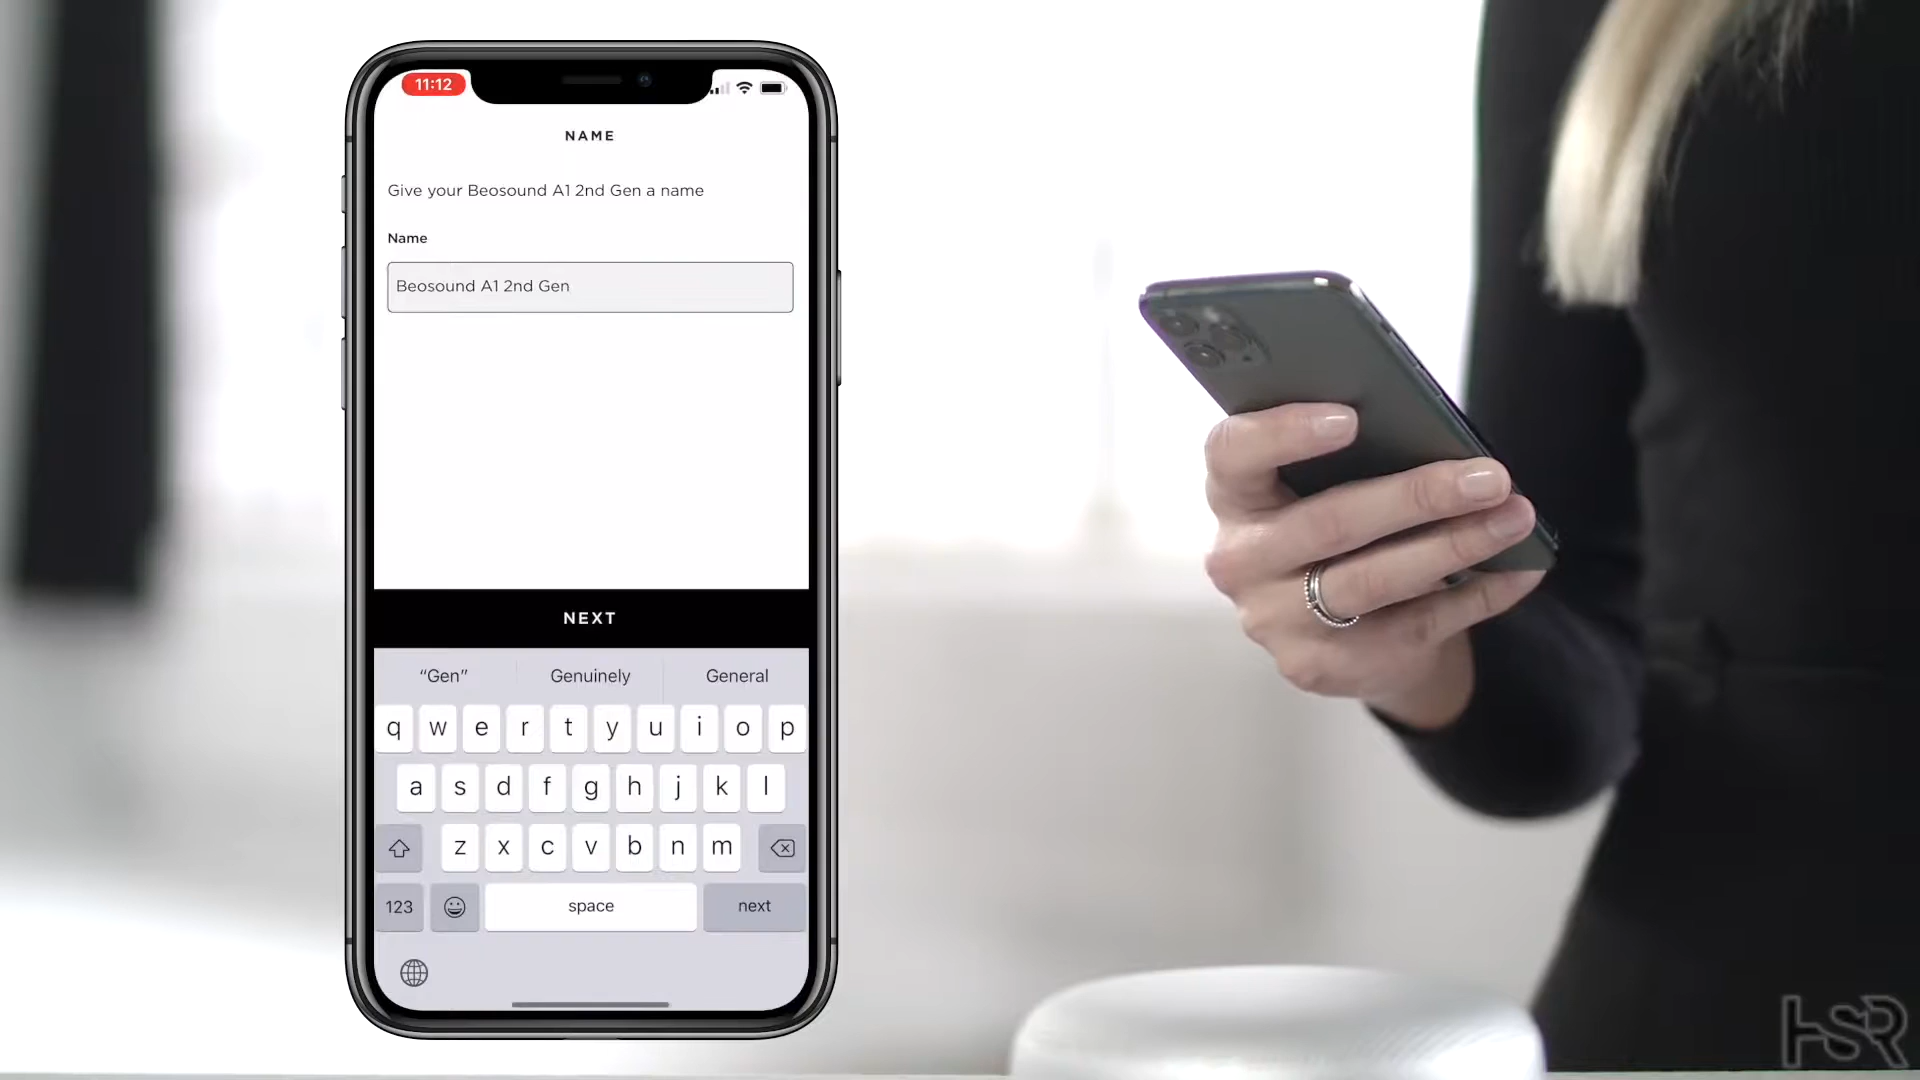 11:12
NAME
Give your Beosound A1 2nd Gen a name
Name
Beosound A1 2nd Gen
NEXT
“Gen” Genuinely General
q w e r t y u i o p
a s d f g h j k l
z x c v b n m
123 space next
HSR